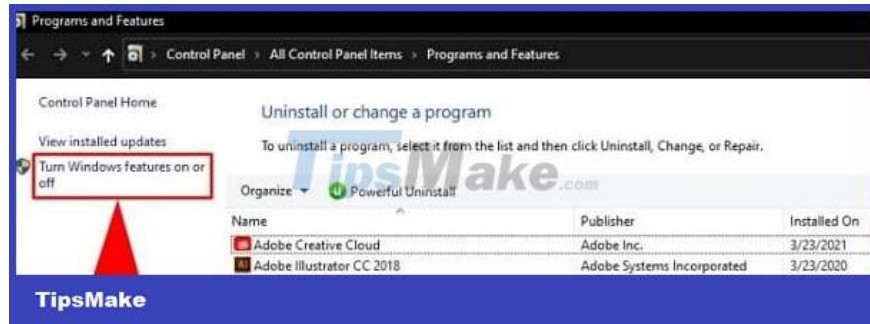 Programs and Features
Control Panel > All Control Panel Items > Programs and Features
Control Panel Home
View installed updates
Turn Windows features on or
off
Uninstall or change a program
To uninstall a program, select it from the list and then click Uninstall, Change, or Repair.
TipsMake.com
Organize Powerful Uninstall
Name Publisher Installed On
Adobe Creative Cloud Adobe Inc. 3/23/2021
Ai Adobe Illustrator CC 2018 Adobe Systems Incorporated 3/23/2020
TipsMake